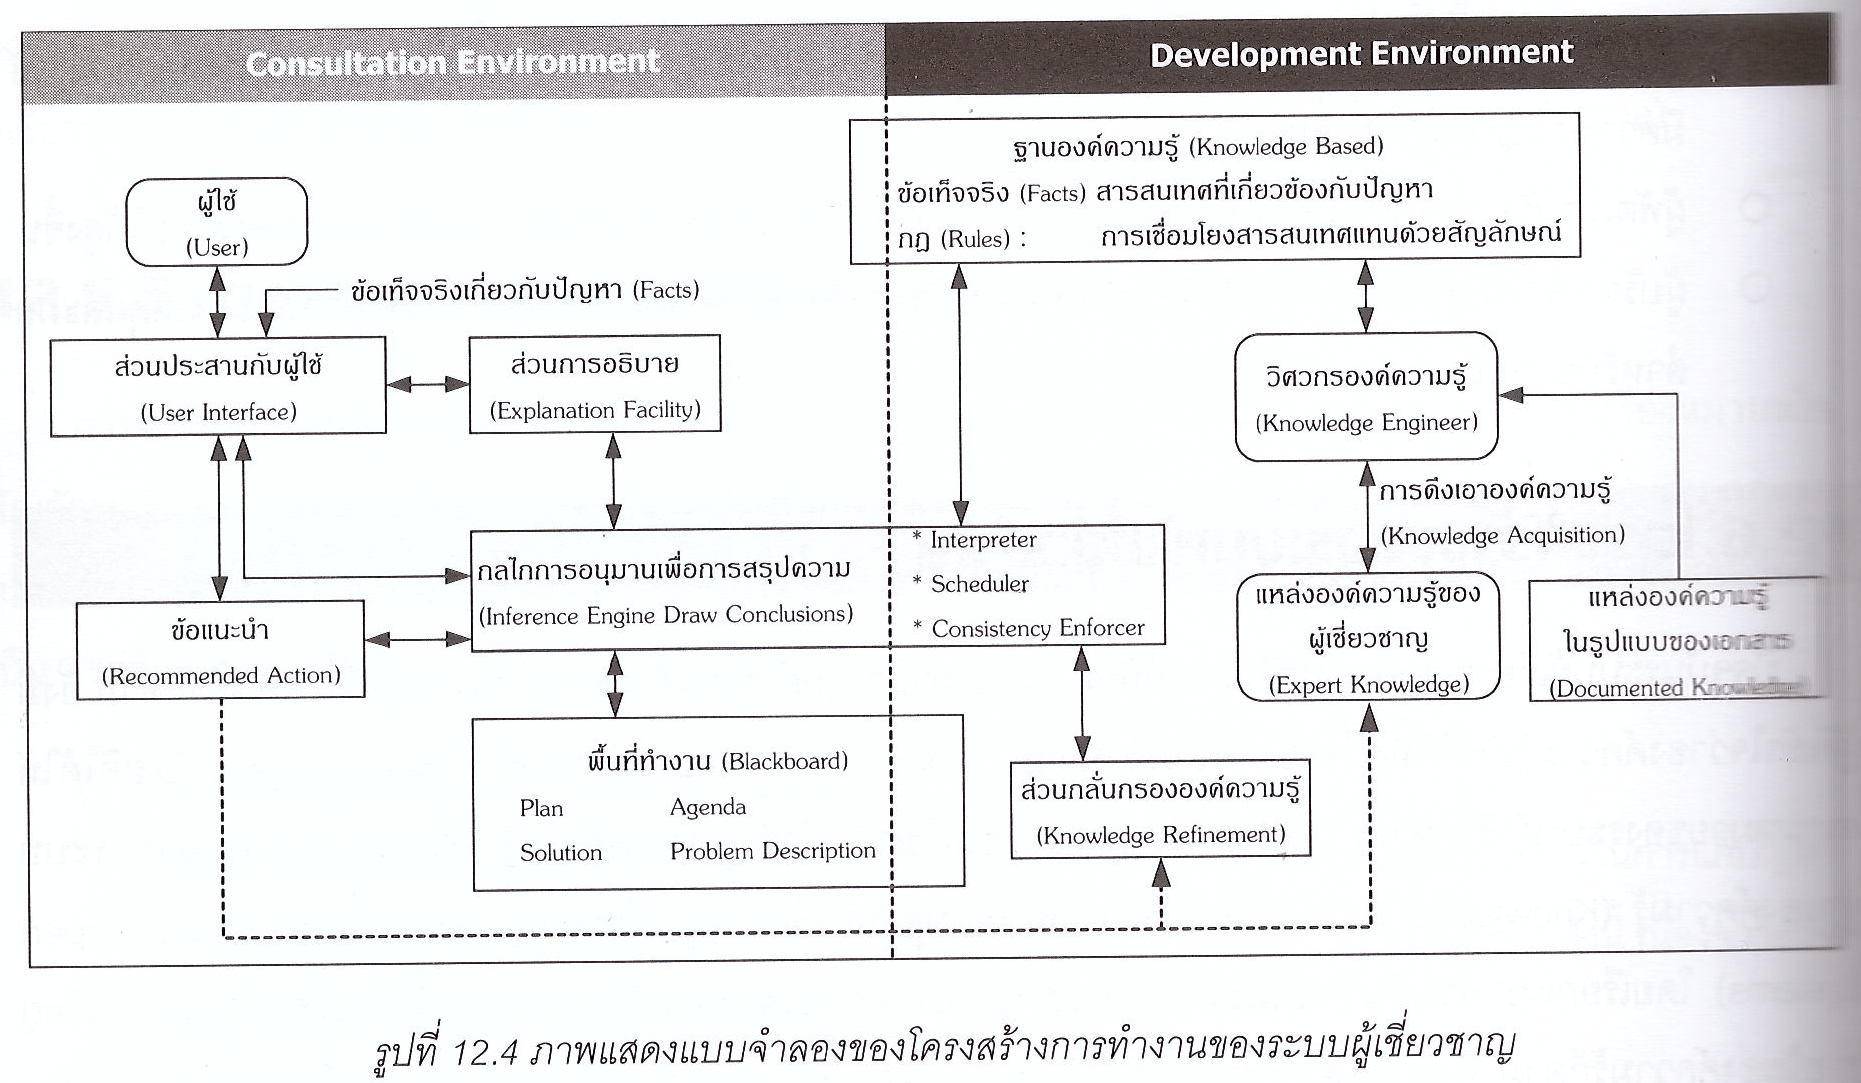 Consultation Environment
Development Environment
ฐานองค์ความรู้ (Knowledge Based)
ข้อเท็จจริง (Facts) สารสนเทศที่เกี่ยวข้องกับปัญหา
กฎ (Rules) : การเชื่อมโยงสารสนเทศแทนด้วยสัญลักษณ์
ผู้ใช้
(User)
ข้อเท็จจริงเกี่ยวกับปัญหา (Facts)
ส่วนประสานกับผู้ใช้
(User Interface)
ส่วนการอธิบาย
(Explanation Facility)
วิศวกรองค์ความรู้
(Knowledge Engineer)
การดึงเอาองค์ความรู้
(Knowledge Acquisition)
กลไกการอนุมานเพื่อการสรุปความ
(Inference Engine Draw Conclusions)
* Interpreter
* Scheduler
* Consistency Enforcer
ข้อแนะนำ
(Recommended Action)
แหล่งองค์ความรู้ของ
ผู้เชี่ยวชาญ
(Expert Knowledge)
แหล่งองค์ความรู้
ในรูปแบบของเอกสาร
(Documented Knowledge)
พื้นที่ทำงาน (Blackboard)
Plan Agenda
Solution Problem Description
ส่วนกลั่นกรององค์ความรู้
(Knowledge Refinement)
รูปที่ 12.4 ภาพแสดงแบบจำลองของโครงสร้างการทำงานของระบบผู้เชี่ยวชาญ